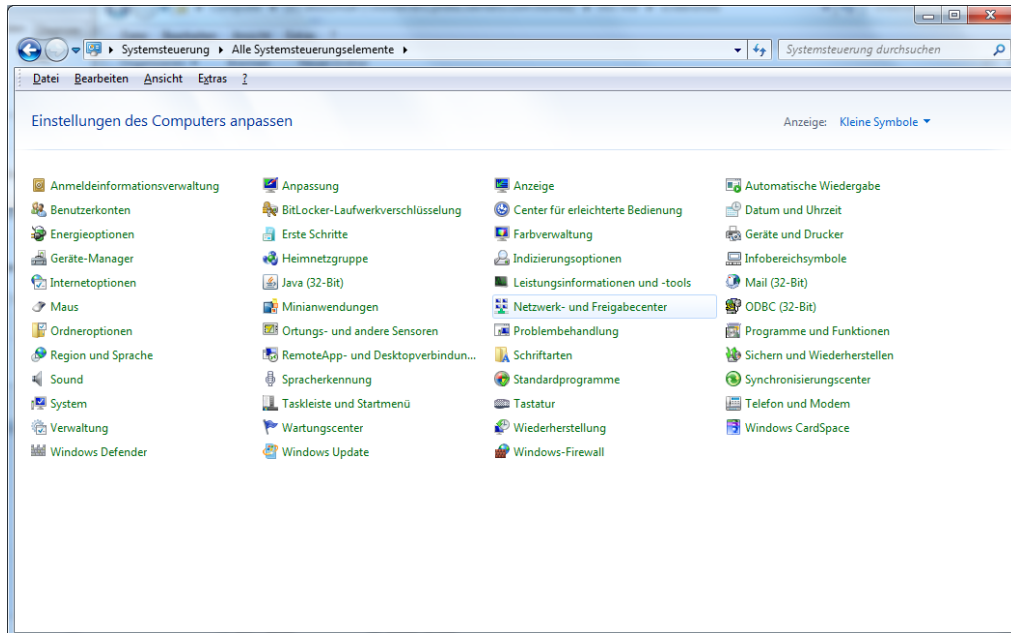 Systemsteuerung Alle Systemsteuerungselemente Systemsteuerung durchsuchen
Datei Bearbeiten Ansicht Extras ?
Einstellungen des Computers anpassen Anzeige: Kleine Symbole
Anmeldeinformationsverwaltung Anpassung Anzeige Automatische Wiedergabe
Benutzerkonten BitLocker-Laufwerkverschlüsselung Center für erleichterte Bedienung Datum und Uhrzeit
Energieoptionen Erste Schritte Farbverwaltung Geräte und Drucker
Geräte-Manager Heimnetzgruppe Indizierungsoptionen Infobereichsymbole
Internetoptionen Java (32-Bit) Leistungsinformationen und -tools Mail (32-Bit)
Maus Minianwendungen Netzwerk- und Freigabecenter ODBC (32-Bit)
Ordneroptionen Ortungs- und andere Sensoren Problembehandlung Programme und Funktionen
Region und Sprache RemoteApp- und Desktopverbindun... Schriftarten Sichern und Wiederherstellen
Sound Spracherkennung Standardprogramme Synchronisierungscenter
System Taskleiste und Startmenü Tastatur Telefon und Modem
Verwaltung Wartungscenter Wiederherstellung Windows CardSpace
Windows Defender Windows Update Windows-Firewall